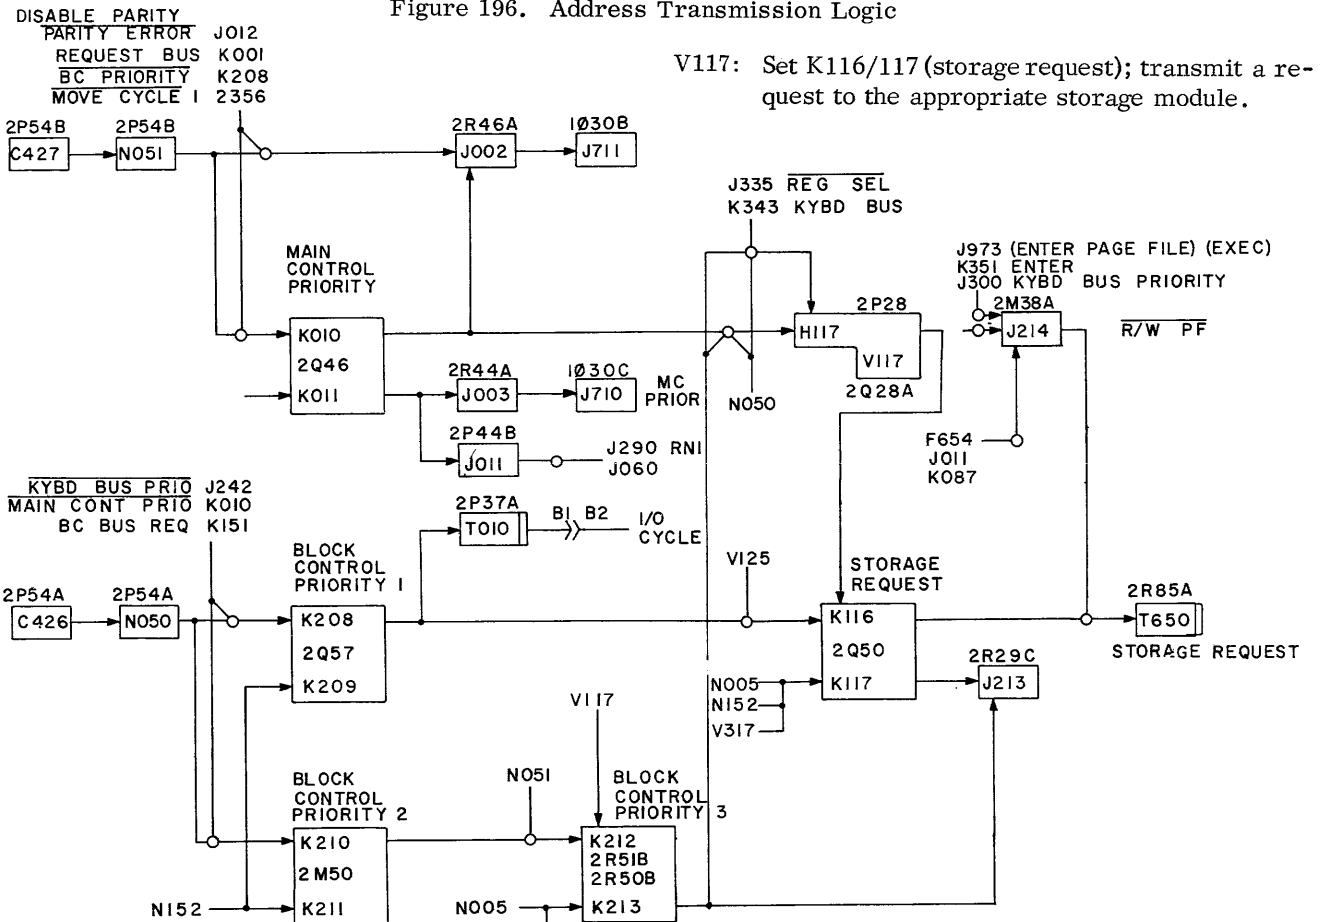 Figure 196. Address Transmission Logic
DISABLE PARITY
PARITY ERROR J012
REQUEST BUS K001
BC PRIORITY K208
MOVE CYCLE I 2356
V117: Set K116/117 (storage request); transmit a re-
quest to the appropriate storage module.
2P54B
C427
2P54B
N051
2R46A
J002
1Ø30B
J711
J335 REG SEL
K343 KYBD BUS
MAIN
CONTROL
PRIORITY
K010
2Q46
K011
2R44A
J003
1Ø30C
J710
MC
PRIOR
2P44B
J011
J290 RNI
J060
2P28
H117
V117
2Q28A
N050
J973 (ENTER PAGE FILE) (EXEC)
K351 ENTER
J300 KYBD BUS PRIORITY
2M38A
J214
R/W PF
F654
J011
K087
KYBD BUS PRIO J242
MAIN CONT PRIO K010
BC BUS REQ K151
2P37A
T010
B1 B2
I/O
CYCLE
2P54A
C426
2P54A
N050
BLOCK
CONTROL
PRIORITY 1
K208
2Q57
K209
V125
STORAGE
REQUEST
K116
2Q50
K117
N005
N152
V317
2R29C
J213
2R85A
T650
STORAGE REQUEST
V117
BLOCK
CONTROL
PRIORITY 2
K210
2M50
K211
N152
N051
BLOCK
CONTROL
PRIORITY 3
K212
2R51B
2R50B
K213
N005